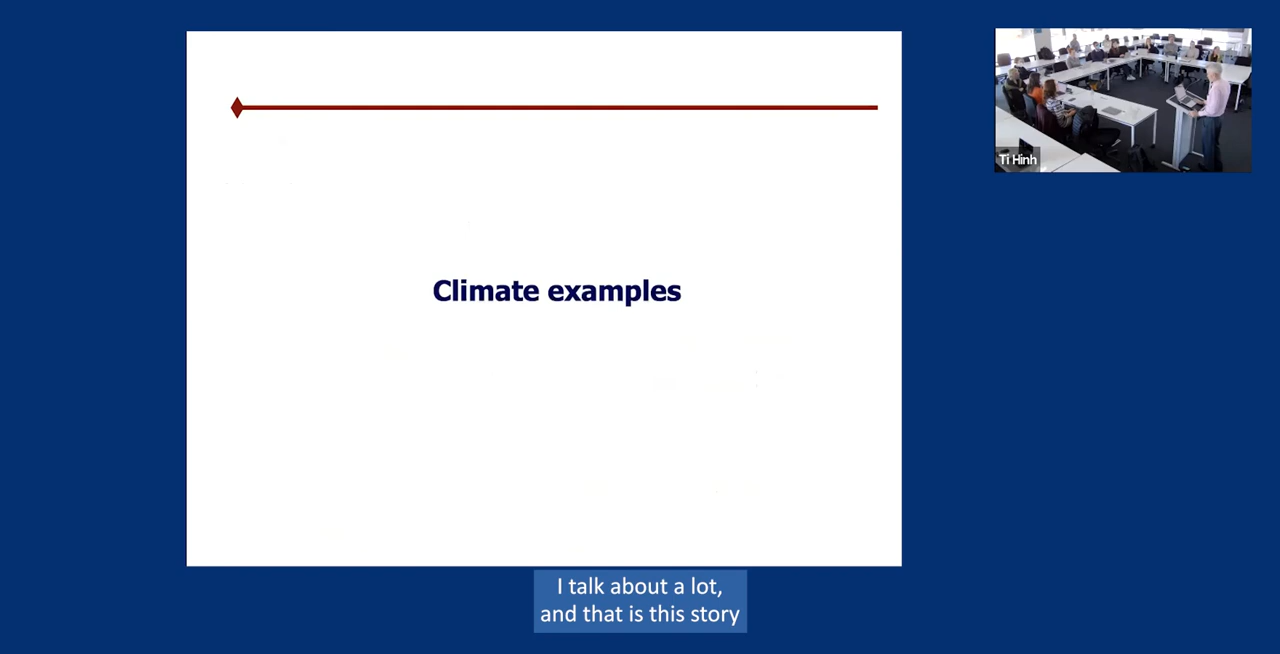 Climate examples
Ti Hinh
I talk about a lot,
and that is this story